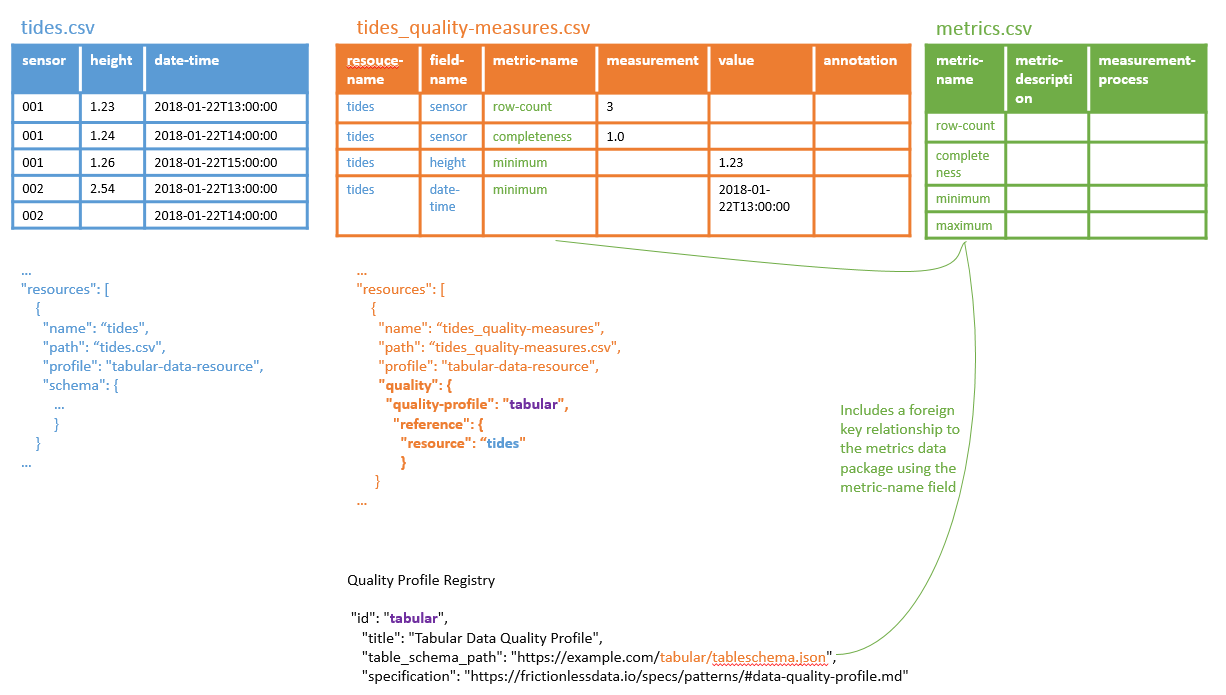 tides.csv
sensor height date-time
001 1.23 2018-01-22T13:00:00
001 1.24 2018-01-22T14:00:00
001 1.26 2018-01-22T15:00:00
002 2.54 2018-01-22T13:00:00
002 2018-01-22T14:00:00
...
"resources": [
{
"name": “tides",
"path": “tides.csv",
"profile": "tabular-data-resource",
"schema": {
...
}
}
...
tides_quality-measures.csv
resouce-
name
field-
name
metric-name
measurement
value
annotation
tides sensor row-count 3
tides sensor completeness 1.0
tides height minimum 1.23
tides
date-
time
minimum
2018-01-
22T13:00:00
...
"resources": [
{
"name": “tides_quality-measures",
"path": “tides_quality-measures.csv",
"profile": "tabular-data-resource",
"quality": {
"quality-profile": "tabular",
"reference": {
"resource": “tides"
}
}
...
metrics.csv
metric-
name
metric-
descripti
on
measurement-
process
row-count
complete
ness
minimum
maximum
Includes a foreign
key relationship to
the metrics data
package using the
metric-name field
Quality Profile Registry
"id": "tabular",
"title": "Tabular Data Quality Profile",
"table_schema_path": "https://example.com/tabular/tableschema.json",
"specification": "https://frictionlessdata.io/specs/patterns/#data-quality-profile.md"